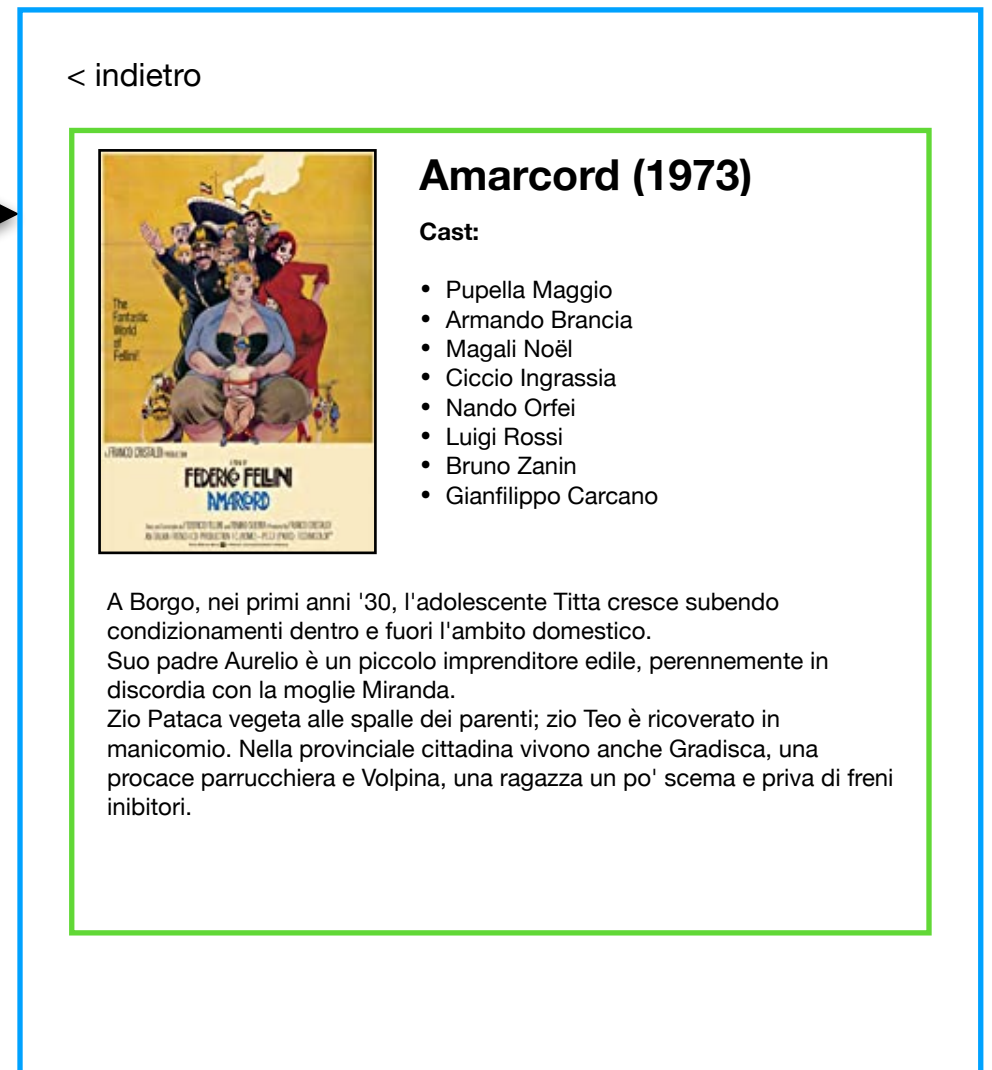 < indietro
Amarcord (1973)
Cast:
• Pupella Maggio
• Armando Brancia
• Magali Noël
• Ciccio Ingrassia
• Nando Orfei
• Luigi Rossi
• Bruno Zanin
• Gianfilippo Carcano
The
Fantastic
World
of
Fellini!
FRANCO CRISTALDI
FEDERICO FELLINI
AMARCORD
A Borgo, nei primi anni '30, l'adolescente Titta cresce subendo
condizionamenti dentro e fuori l'ambito domestico.
Suo padre Aurelio è un piccolo imprenditore edile, perennemente in
discordia con la moglie Miranda.
Zio Pataca vegeta alle spalle dei parenti; zio Teo è ricoverato in
manicomio. Nella provinciale cittadina vivono anche Gradisca, una
procace parrucchiera e Volpina, una ragazza un po' scema e priva di freni
inibitori.